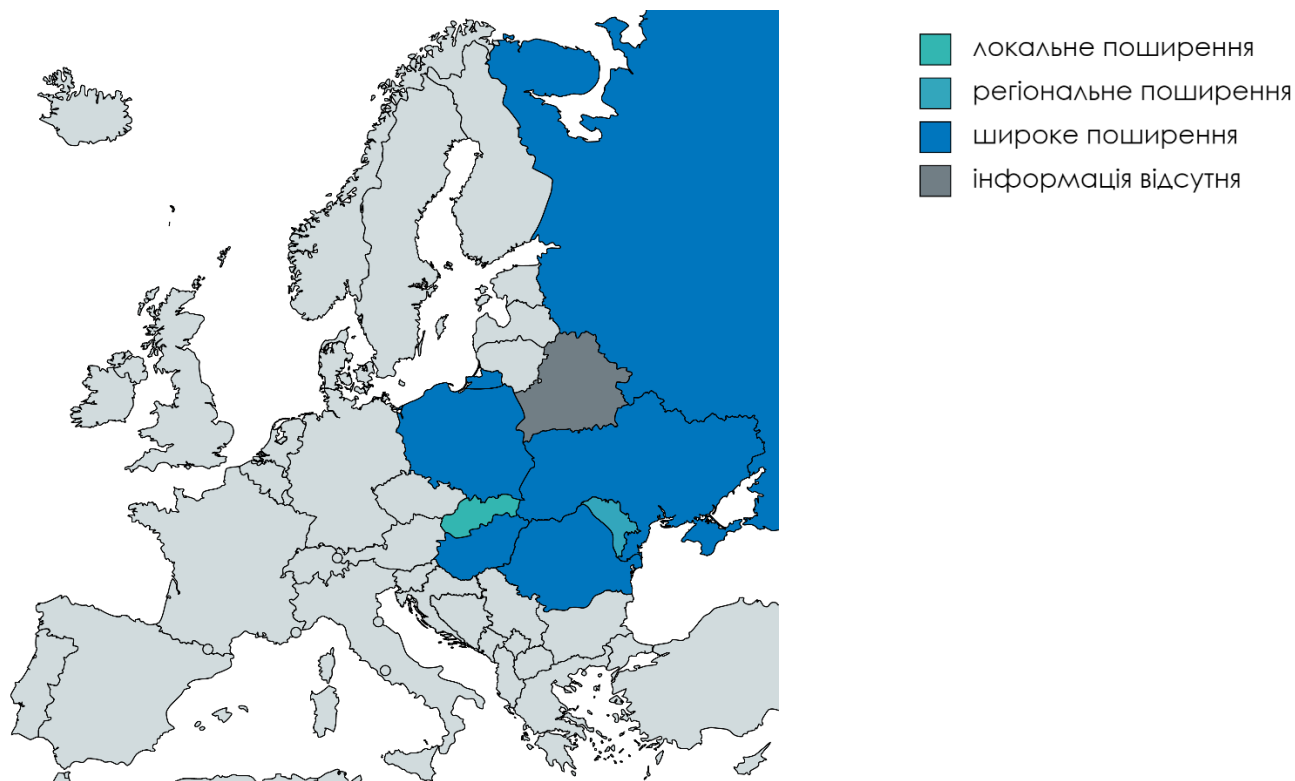 локальне поширення
регіональне поширення
широке поширення
інформація відсутня